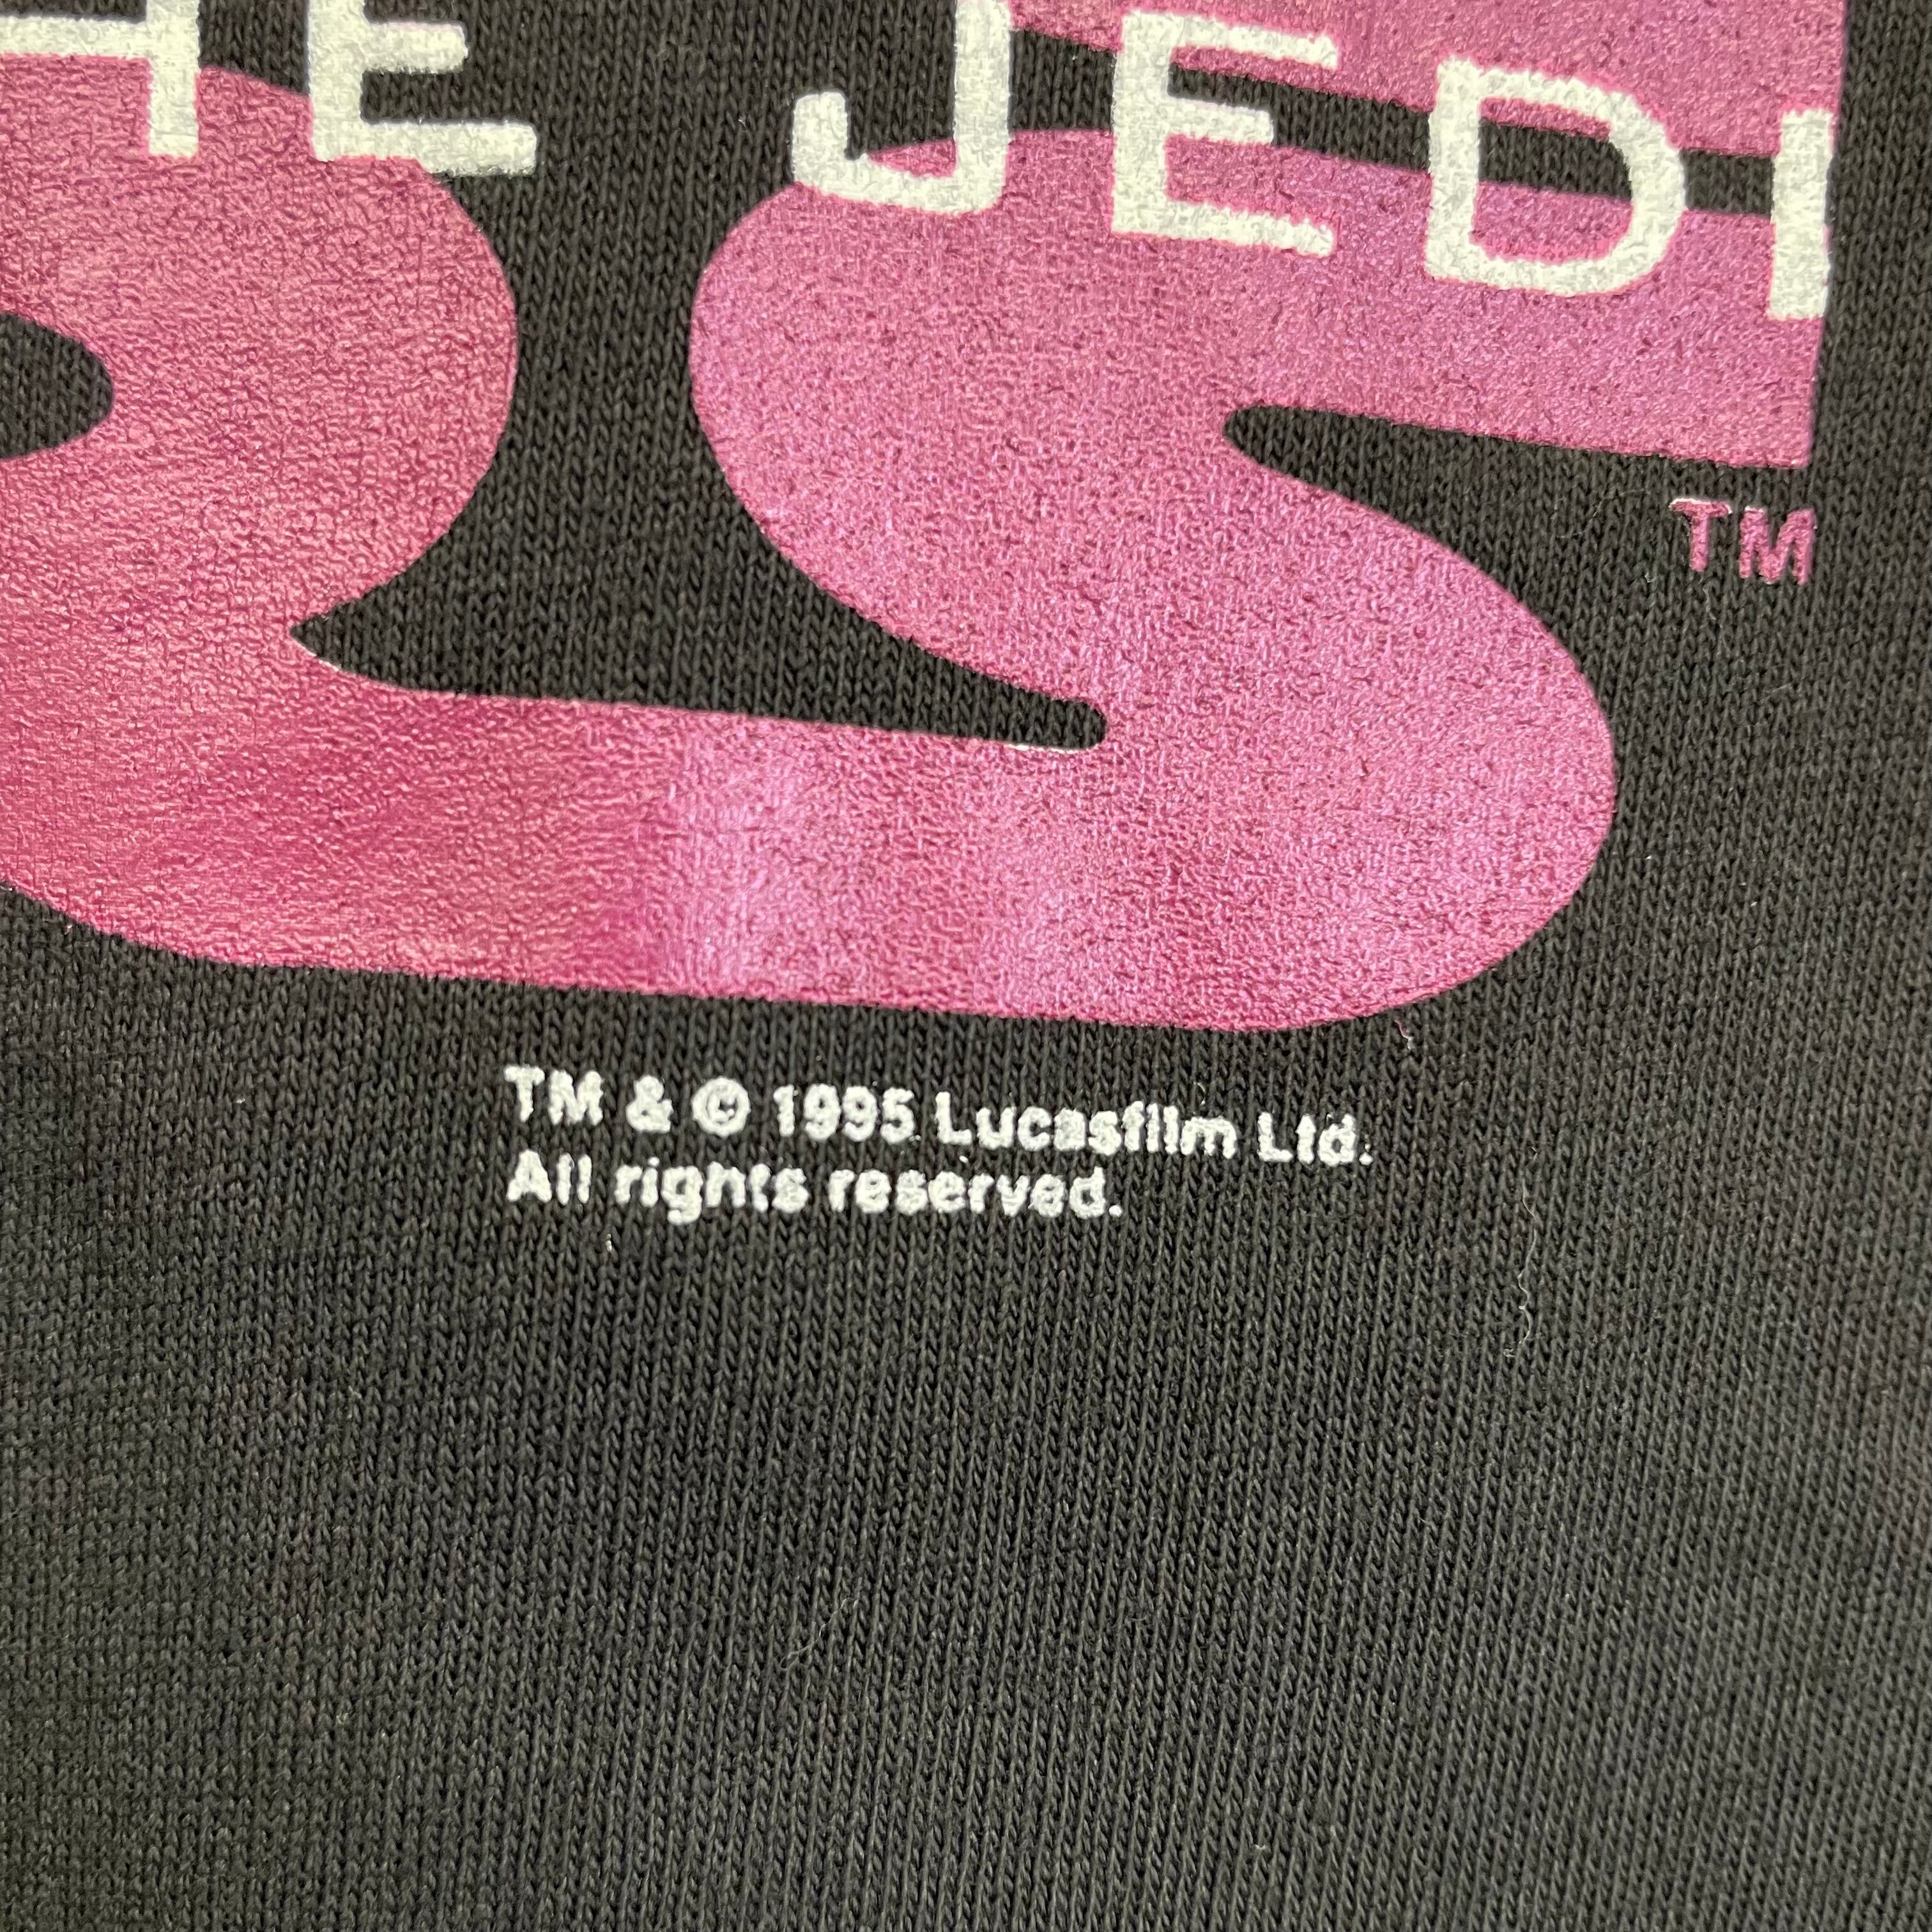 HE JEDI
TM
TM & © 1995 Lucasfilm Ltd.
All rights reserved.